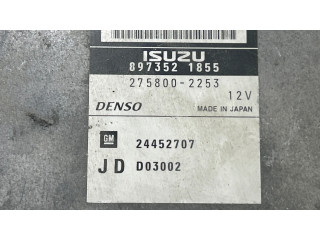 ISUZU
897352 1855
275800-2253
12V
DENSO
MADE IN JAPAN
GM
24452707
JD D03002